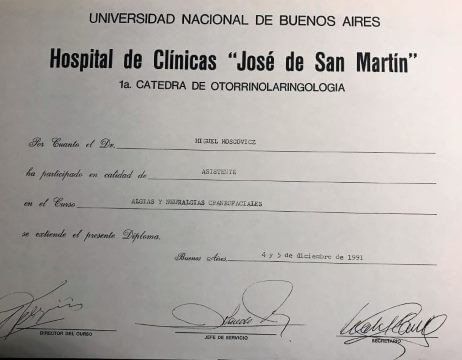 UNIVERSIDAD NACIONAL DE BUENOS AIRES
Hospital de Clínicas “José de San Martín”
1a. CATEDRA DE OTORRINOLARINGOLOGIA
Por Cuanto el Dr. MIGUEL MOSCOVICZ
ha participado en calidad de ASISTENTE
en el Curso ALGIAS Y NEURALGIAS CRANEOFACIALES
se extiende el presente Diploma.
Buenos Aires, 4 y 5 de diciembre de 1991
DIRECTOR DEL CURSO JEFE DE SERVICIO SECRETARIO